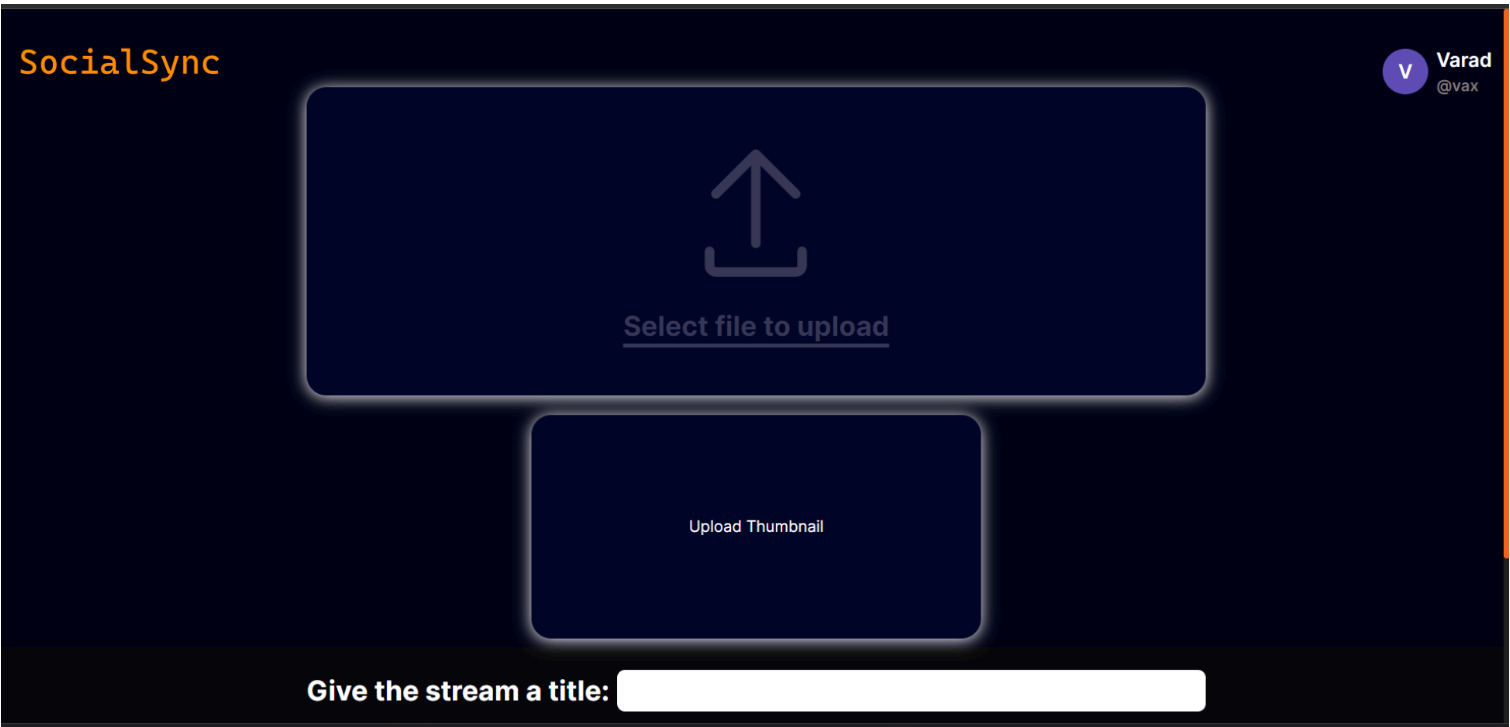 SocialSync
V
Varad
@vax
Select file to upload
Upload Thumbnail
Give the stream a title: